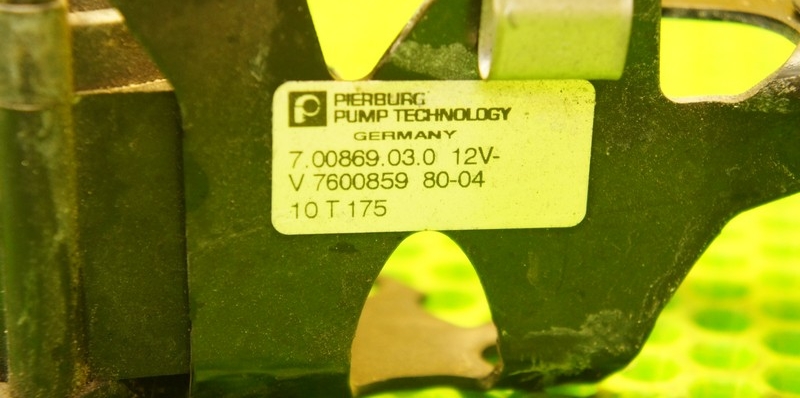 PIERBURG
PUMP TECHNOLOGY
GERMANY
7.00869.03.0 12V-
V 7600859 80-04
10 T 175